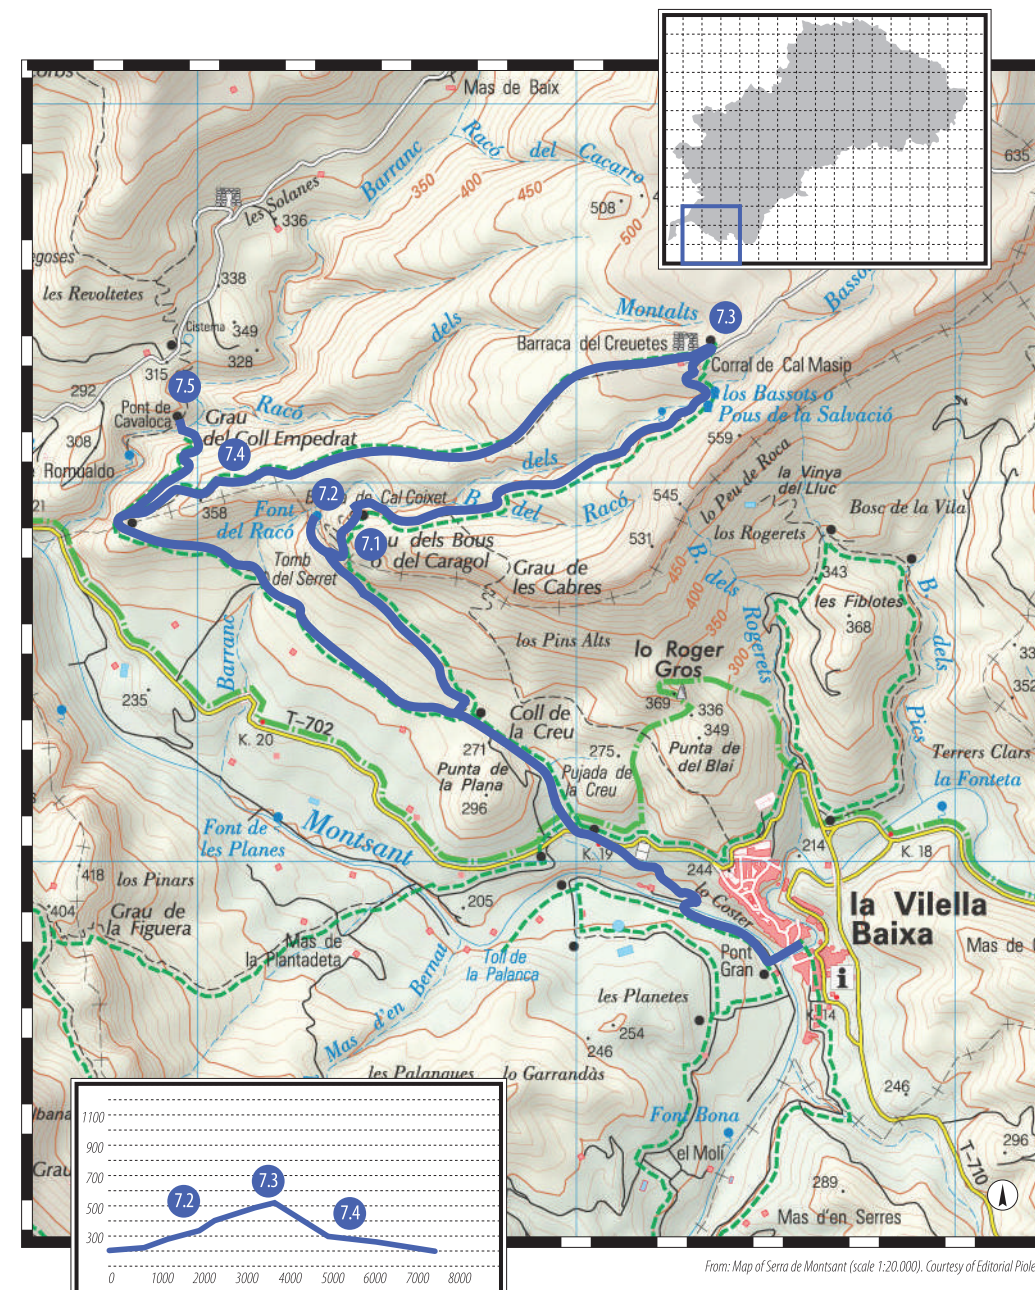 Mas de Baix
Racó del Cacarro
Barranc
350
400
450
508
500
635
les Solanes
336
les Revoltetes
338
Cisterna
349
328
315
292
7.5
Pont de
Cavaloca
308
Romualdo
21
Grau
del Coll Empedrat
Racó
dels
Montalts
7.3
Barraca del Creuetes
Corral de Cal Masip
les Bassots o
Pous de la Salvació
559
7.4
358
7.2
de Cal Coixet
Font
del Racó
7.1
dels Bous
o del Caragol
B. del Racó
dels
545
531
lo Peu de Roca
la Vinya
del Lluc
Bosc de la Vila
los Rogerets
Tomb
del Serret
Grau de
les Cabres
450
400
350
300
B. dels Rogerets
343
les Fiblotes
368
B. dels Pics
los Pins Alts
lo Roger
Gros
369
336
349
Punta
del Blai
235
Barranc
T-702
K. 20
Coll de
la Creu
271
Punta de
la Plana
296
275
Pujada de
la Creu
352
Terrers Clars
la Fonteta
Font de
les Planes
Montsant
K. 19
244
214
K. 18
418
los Pinars
404
Grau de
la Figuera
205
lo Coster
la Vilella
Baixa
Mas de
la Plantadeta
Mas d'en Bernat
Toll de
la Palanca
Pont
Gran
Mas de
i
les Planetes
254
246
246
les Palanques
lo Garrandàs
Font Bona
el Molí
T-710
296
289
Mas d'en Serres
Grau
1100
900
700
500
300
7.2
7.3
7.4
0 1000 2000 3000 4000 5000 6000 7000 8000
From: Map of Serra de Montsant (scale 1:20.000). Courtesy of Editorial Piole